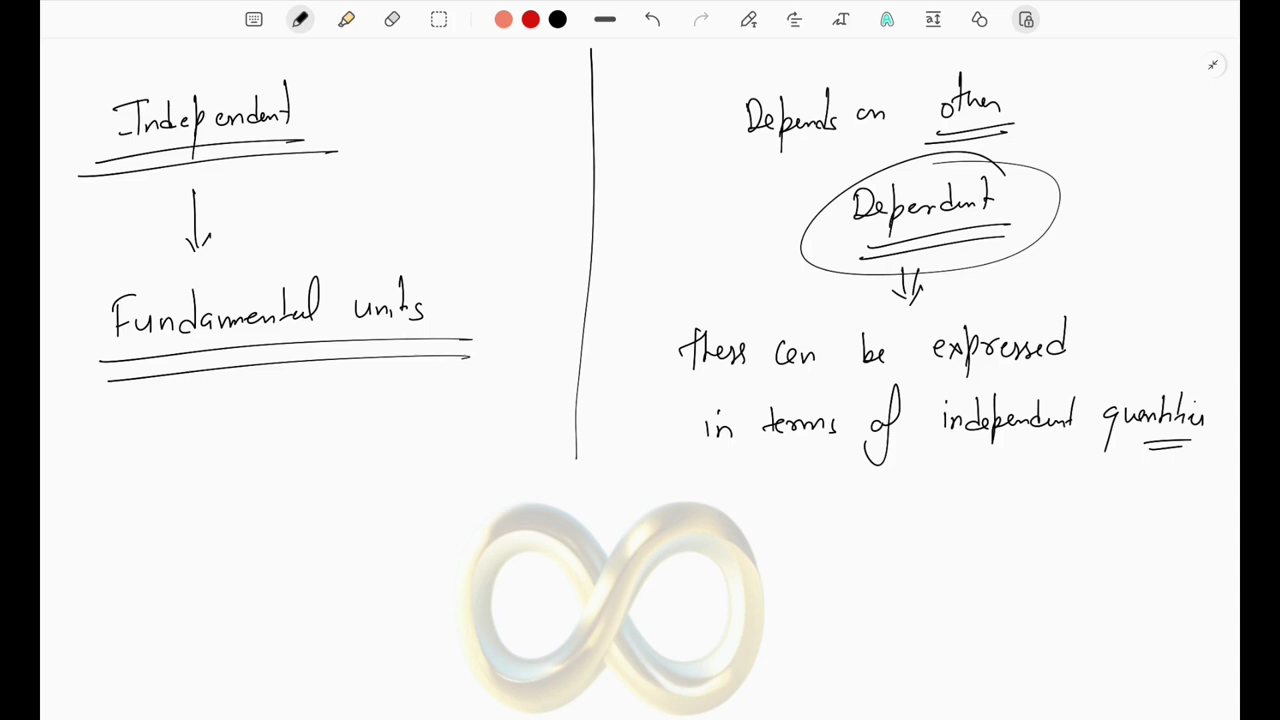 Independent
Fundamental units
Depends on other
Dependent
These can be expressed
in terms of independent quantities